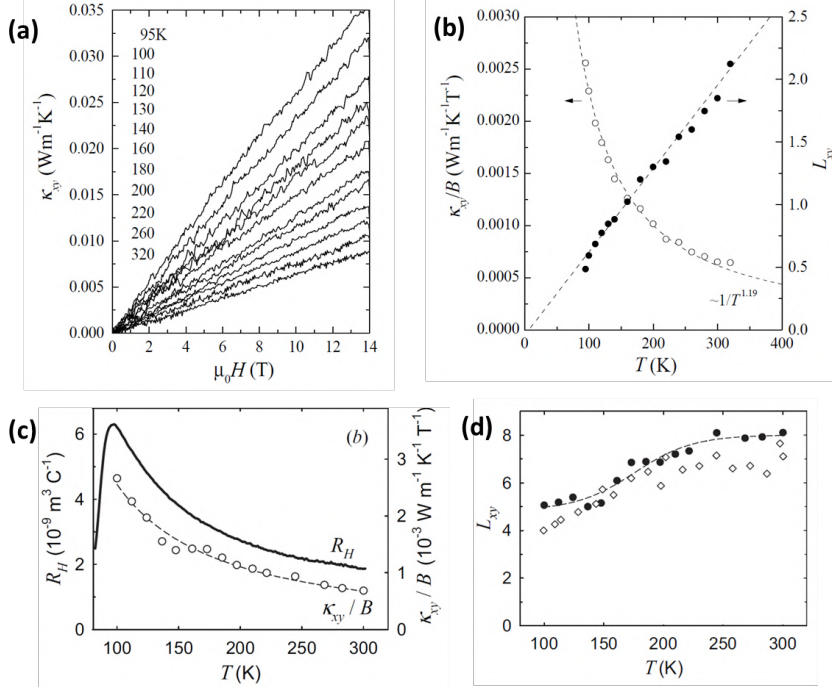 (a)
0.035
0.030
0.025
0.020
0.015
0.010
0.005
0.000
κxy (Wm-1K-1)
95K
100
110
120
130
140
160
180
200
220
260
320
0 2 4 6 8 10 12 14
μ0H (T)
(b)
0.0030
0.0025
0.0020
0.0015
0.0010
0.0005
0.0000
κxy/B (Wm-1K-1T-1)
2.5
2.0
1.5
1.0
0.5
0.0
Lxy
~1/T1.19
0 100 200 300 400
T (K)
(c)
(b)
6
4
2
0
RH (10-9 m3 C-1)
3
2
1
0
κxy / B (10-3 W m-1 K-1 T-1)
RH
κxy / B
100 150 200 250 300
T (K)
(d)
8
6
4
2
0
Lxy
100 150 200 250 300
T (K)